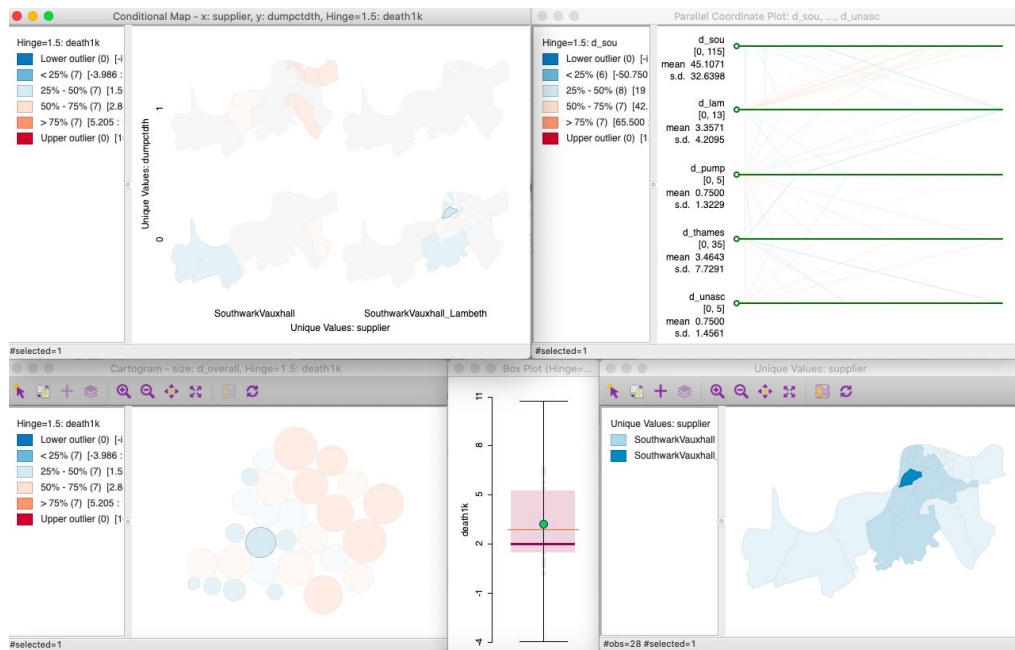 Conditional Map - x: supplier, y: dumpctdth, Hinge=1.5: death1k
Hinge=1.5: death1k
Lower outlier (0) [-i
< 25% (7) [-3.986 :
25% - 50% (7) [1.5
50% - 75% (7) [2.8
> 75% (7) [5.205 :
Upper outlier (0) [1
Unique Values: dumpctdth
1
0
SouthwarkVauxhall
SouthwarkVauxhall_Lambeth
Unique Values: supplier
#selected=1
Parallel Coordinate Plot: d_sou, ..., d_unasc
Hinge=1.5: d_sou
Lower outlier (0) [-i
< 25% (6) [-50.750
25% - 50% (8) [19
50% - 75% (7) [42.
> 75% (7) [65.500
Upper outlier (0) [1
d_sou
[0, 115]
mean 45.1071
s.d. 32.6398
d_lam
[0, 13]
mean 3.3571
s.d. 4.2095
d_pump
[0, 5]
mean 0.7500
s.d. 1.3229
d_thames
[0, 35]
mean 3.4643
s.d. 7.7291
d_unasc
[0, 5]
mean 0.7500
s.d. 1.4561
#selected=1
Cartogram - size: d_overall, Hinge=1.5: death1k
Hinge=1.5: death1k
Lower outlier (0) [-i
< 25% (7) [-3.986 :
25% - 50% (7) [1.5
50% - 75% (7) [2.8
> 75% (7) [5.205 :
Upper outlier (0) [1
#selected=1
Box Plot (Hinge=...
death1k
11
8
5
2
-1
-4
Unique Values: supplier
Unique Values: supplier
SouthwarkVauxhall
SouthwarkVauxhall_
#obs=28 #selected=1